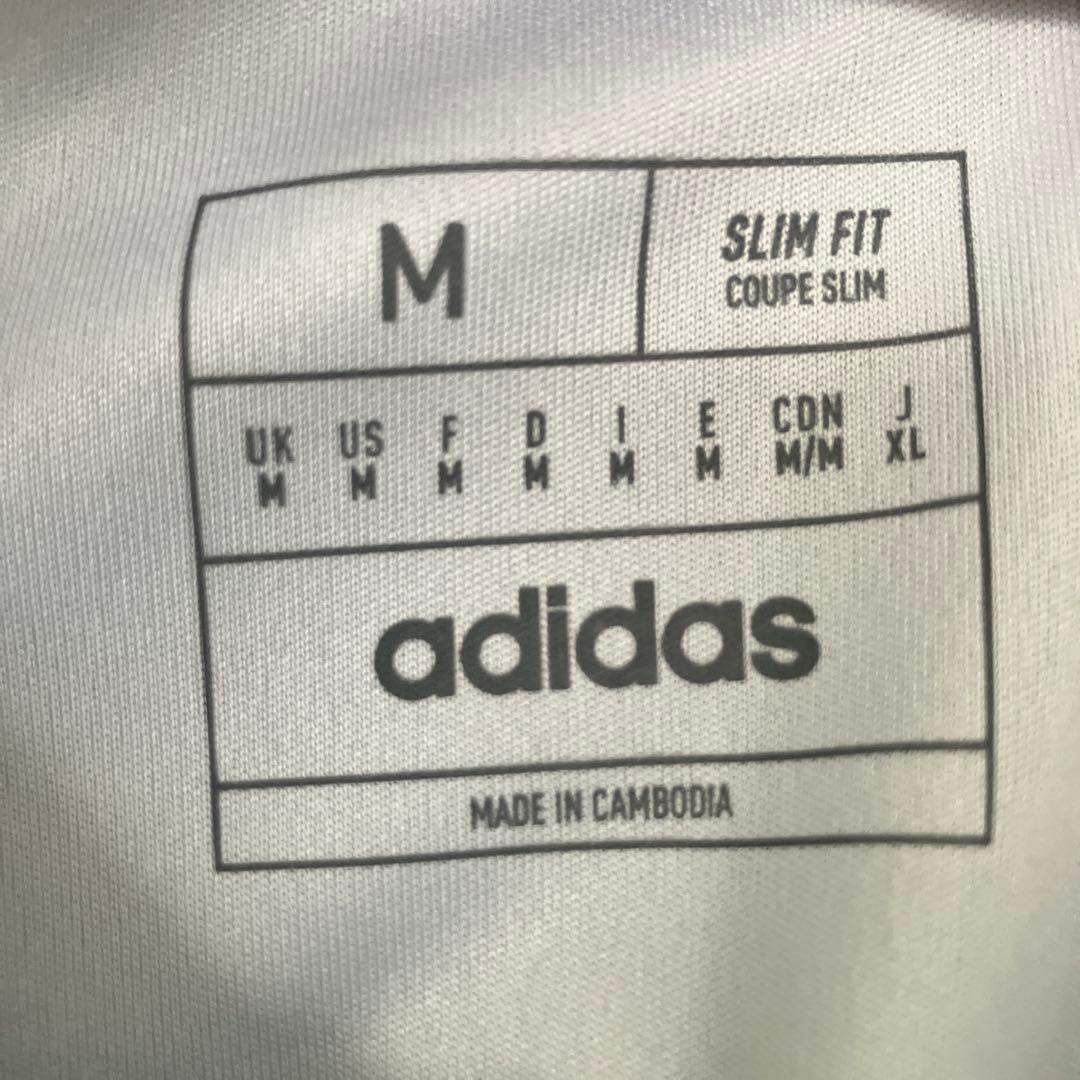 M
SLIM FIT
COUPE SLIM
UK US F D I E CDN J
M M M M M M M/M XL
adidas
MADE IN CAMBODIA